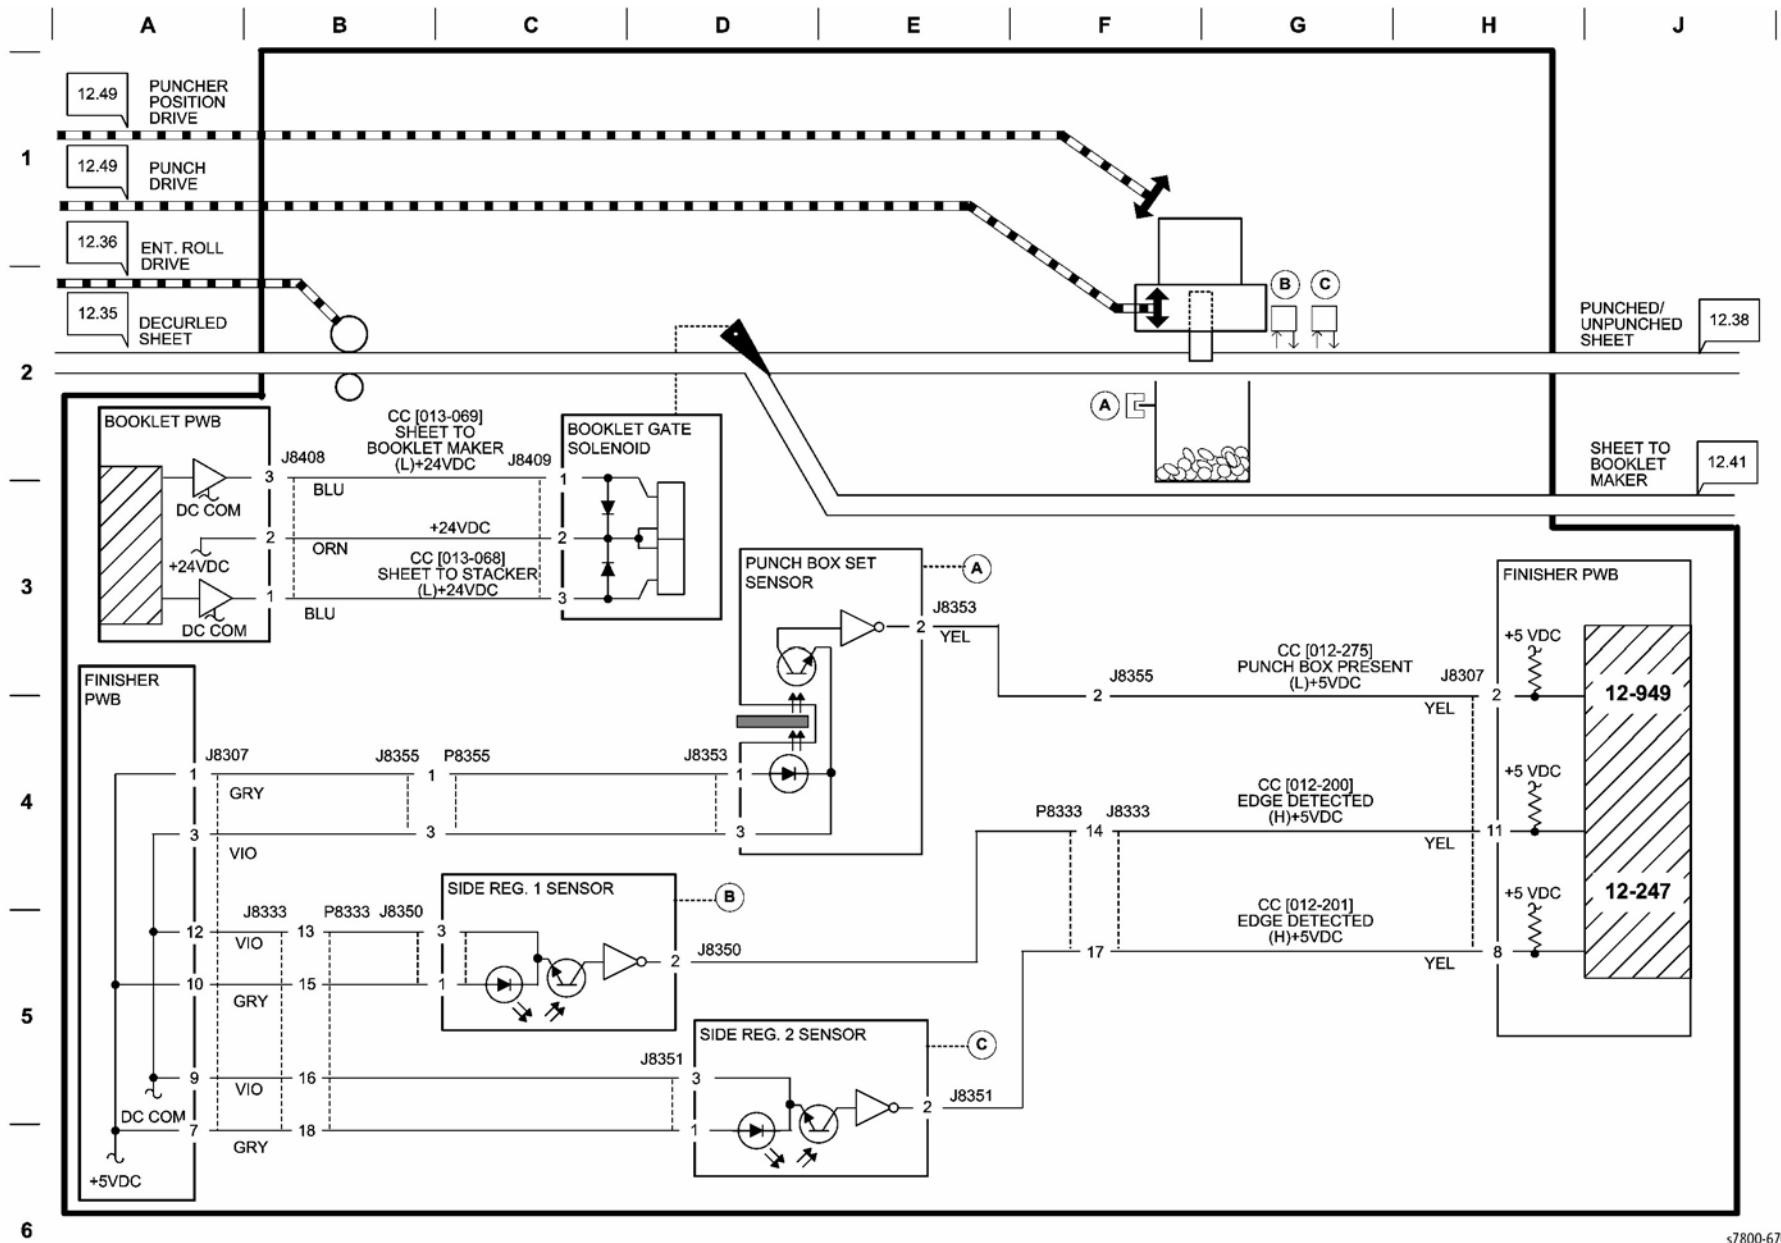 A B C D E F G H J
1
2
3
4
5
6
12.49
PUNCHER
POSITION
DRIVE
12.49
PUNCH
DRIVE
12.36
ENT. ROLL
DRIVE
12.35
DECURLED
SHEET
B C
A
PUNCHED/
UNPUNCHED
SHEET
12.38
SHEET TO
BOOKLET
MAKER
12.41
BOOKLET PWB
DC COM
+24VDC
DC COM
3
2
1
J8408
BLU
ORN
BLU
CC [013-069]
SHEET TO
BOOKLET MAKER
(L)+24VDC
+24VDC
CC [013-068]
SHEET TO STACKER
(L)+24VDC
J8409
1
2
3
BOOKLET GATE
SOLENOID
PUNCH BOX SET
SENSOR
A
J8353
2
YEL
J8355
2
CC [012-275]
PUNCH BOX PRESENT
(L)+5VDC
J8307
YEL
2
FINISHER PWB
+5 VDC
12-949
FINISHER
PWB
J8307
1
GRY
3
VIO
J8355 P8355
1
3
J8353
1
3
P8333 J8333
14
CC [012-200]
EDGE DETECTED
(H)+5VDC
YEL
11
+5 VDC
SIDE REG. 1 SENSOR
B
J8333 P8333 J8350
12
VIO
13
3
10
GRY
15
1
2
J8350
17
CC [012-201]
EDGE DETECTED
(H)+5VDC
YEL
8
+5 VDC
12-247
SIDE REG. 2 SENSOR
C
J8351
9
VIO
16
3
DC COM
7
GRY
18
1
2
J8351
+5VDC
s7800-67